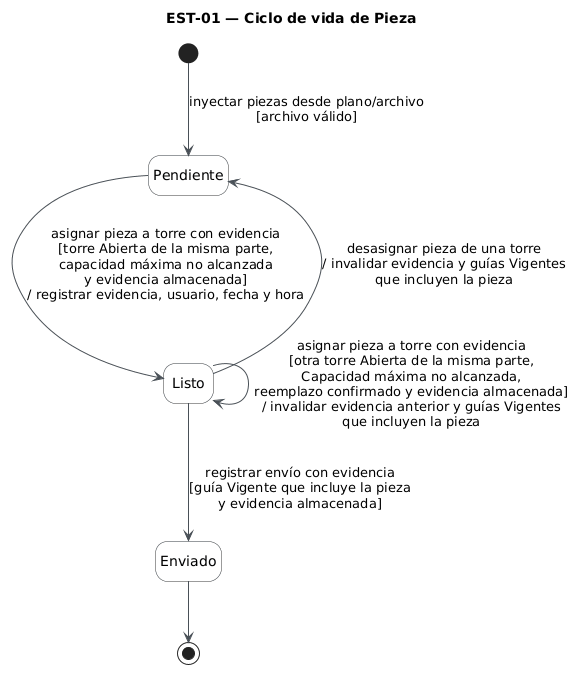 EST-01 — Ciclo de vida de Pieza
inyectar piezas desde plano/archivo
[archivo válido]
Pendiente
asignar pieza a torre con evidencia
[torre Abierta de la misma parte,
capacidad máxima no alcanzada
y evidencia almacenada]
/ registrar evidencia, usuario, fecha y hora
desasignar pieza de una torre
/ invalidar evidencia y guías Vigentes
que incluyen la pieza
Listo
asignar pieza a torre con evidencia
[otra torre Abierta de la misma parte,
Capacidad máxima no alcanzada,
reemplazo confirmado y evidencia almacenada]
/ invalidar evidencia anterior y guías Vigentes
que incluyen la pieza
registrar envío con evidencia
[guía Vigente que incluye la pieza
y evidencia almacenada]
Enviado